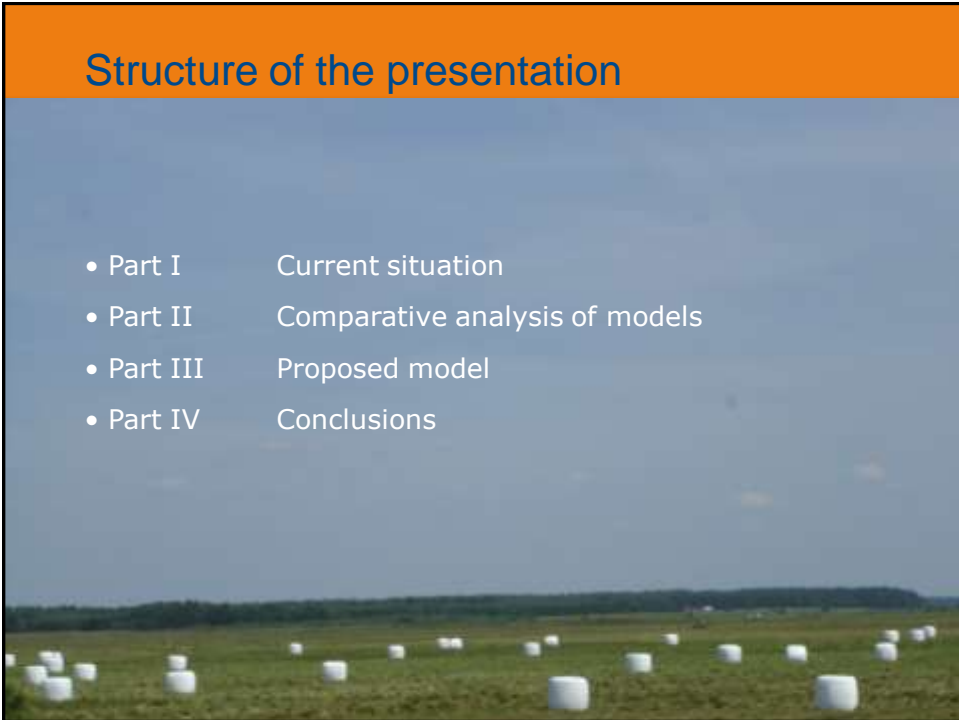 Structure of the presentation
• Part I Current situation
• Part II Comparative analysis of models
• Part III Proposed model
• Part IV Conclusions